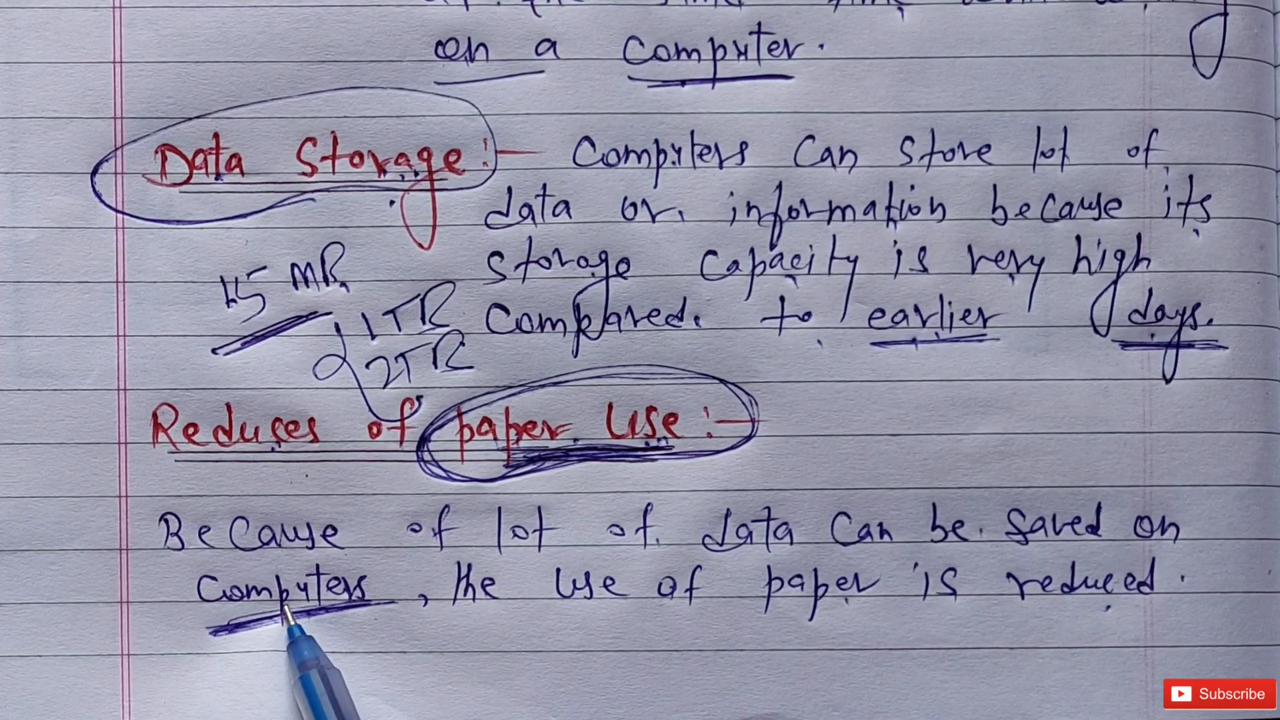 on a computer.
Data Storage:- Computers can store lot of
data or information because its
storage capacity is very high
compared to earlier days.
1TB
2TB
Reduses of paper use:-
Because of lot of data can be saved on
computers, the use of paper is reduced.
Subscribe